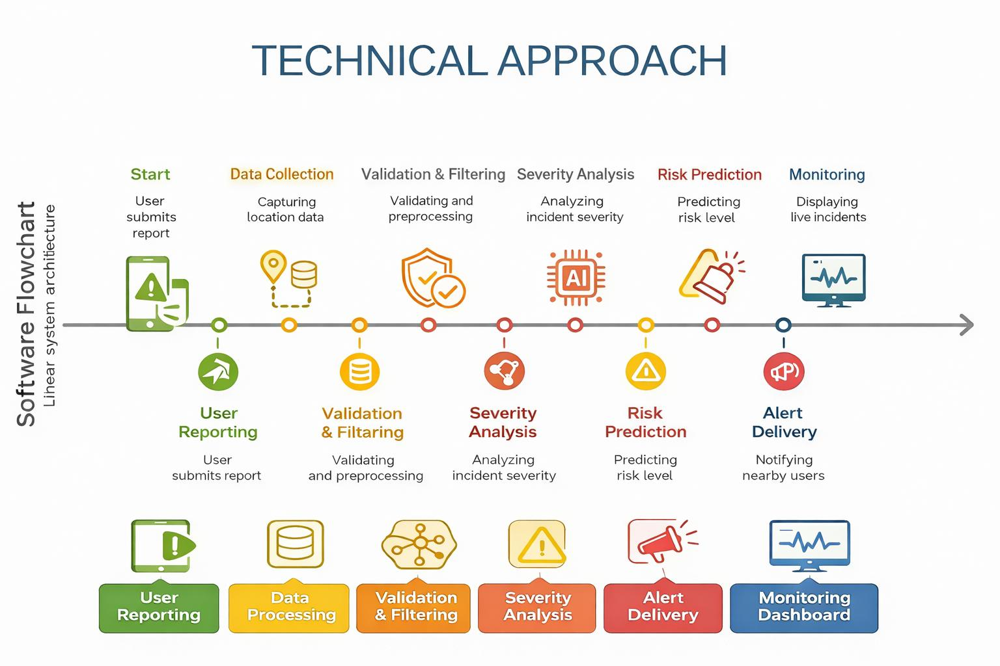 TECHNICAL APPROACH
Software Flowchart
Linear system architecture
Start
User
submits
report
Data Collection
Capturing
location data
Validation & Filtering
Validating and
preprocessing
Severity Analysis
Analyzing
incident severity
Risk Prediction
Predicting
risk level
Monitoring
Displaying
live incidents
AI
User
Reporting
User
submits report
Validation
& Filtaring
Validating
and preprocessing
Severity
Analysis
Analyzing
incident severity
Risk
Prediction
Predicting
risk level
Alert
Delivery
Notifying
nearby users
User
Reporting
Data
Processing
Validation
& Filtering
Severity
Analysis
Alert
Delivery
Monitoring
Dashboard